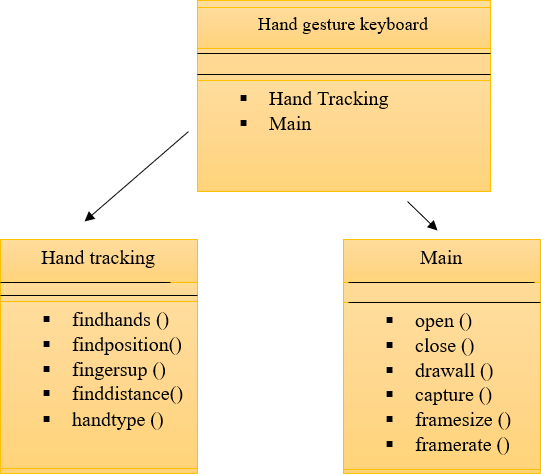 Hand gesture keyboard
▪ Hand Tracking
▪ Main
Hand tracking
▪ findhands ()
▪ findposition()
▪ fingersup ()
▪ finddistance()
▪ handtype ()
Main
▪ open ()
▪ close ()
▪ drawall ()
▪ capture ()
▪ framesize ()
▪ framerate ()